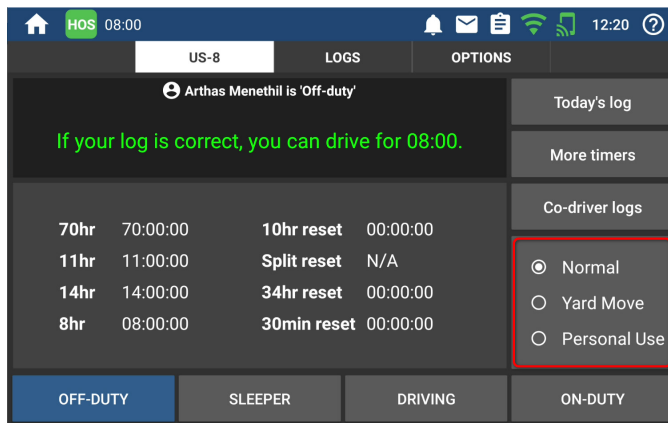 HOS 08:00 12:20
US-8 LOGS OPTIONS
Arthas Menethil is 'Off-duty'
If your log is correct, you can drive for 08:00.
Today's log
More timers
Co-driver logs
70hr 70:00:00 10hr reset 00:00:00
11hr 11:00:00 Split reset N/A
14hr 14:00:00 34hr reset 00:00:00
8hr 08:00:00 30min reset 00:00:00
Normal
Yard Move
Personal Use
OFF-DUTY SLEEPER DRIVING ON-DUTY